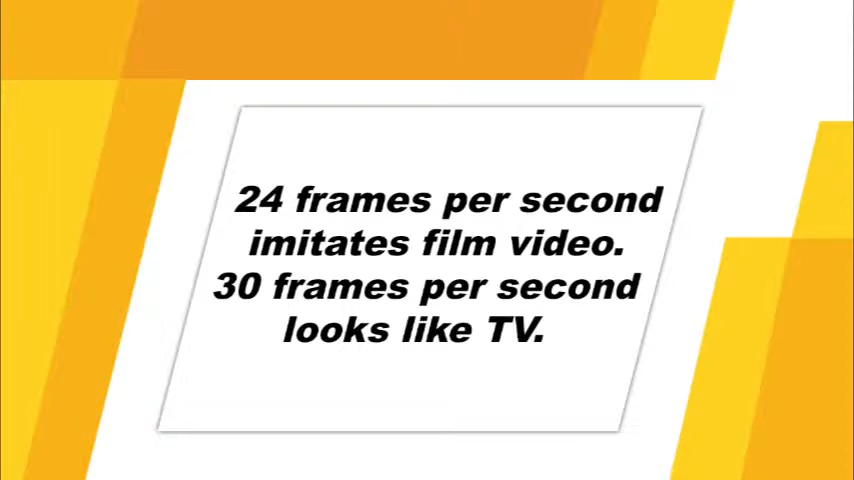 24 frames per second
imitates film video.
30 frames per second
looks like TV.